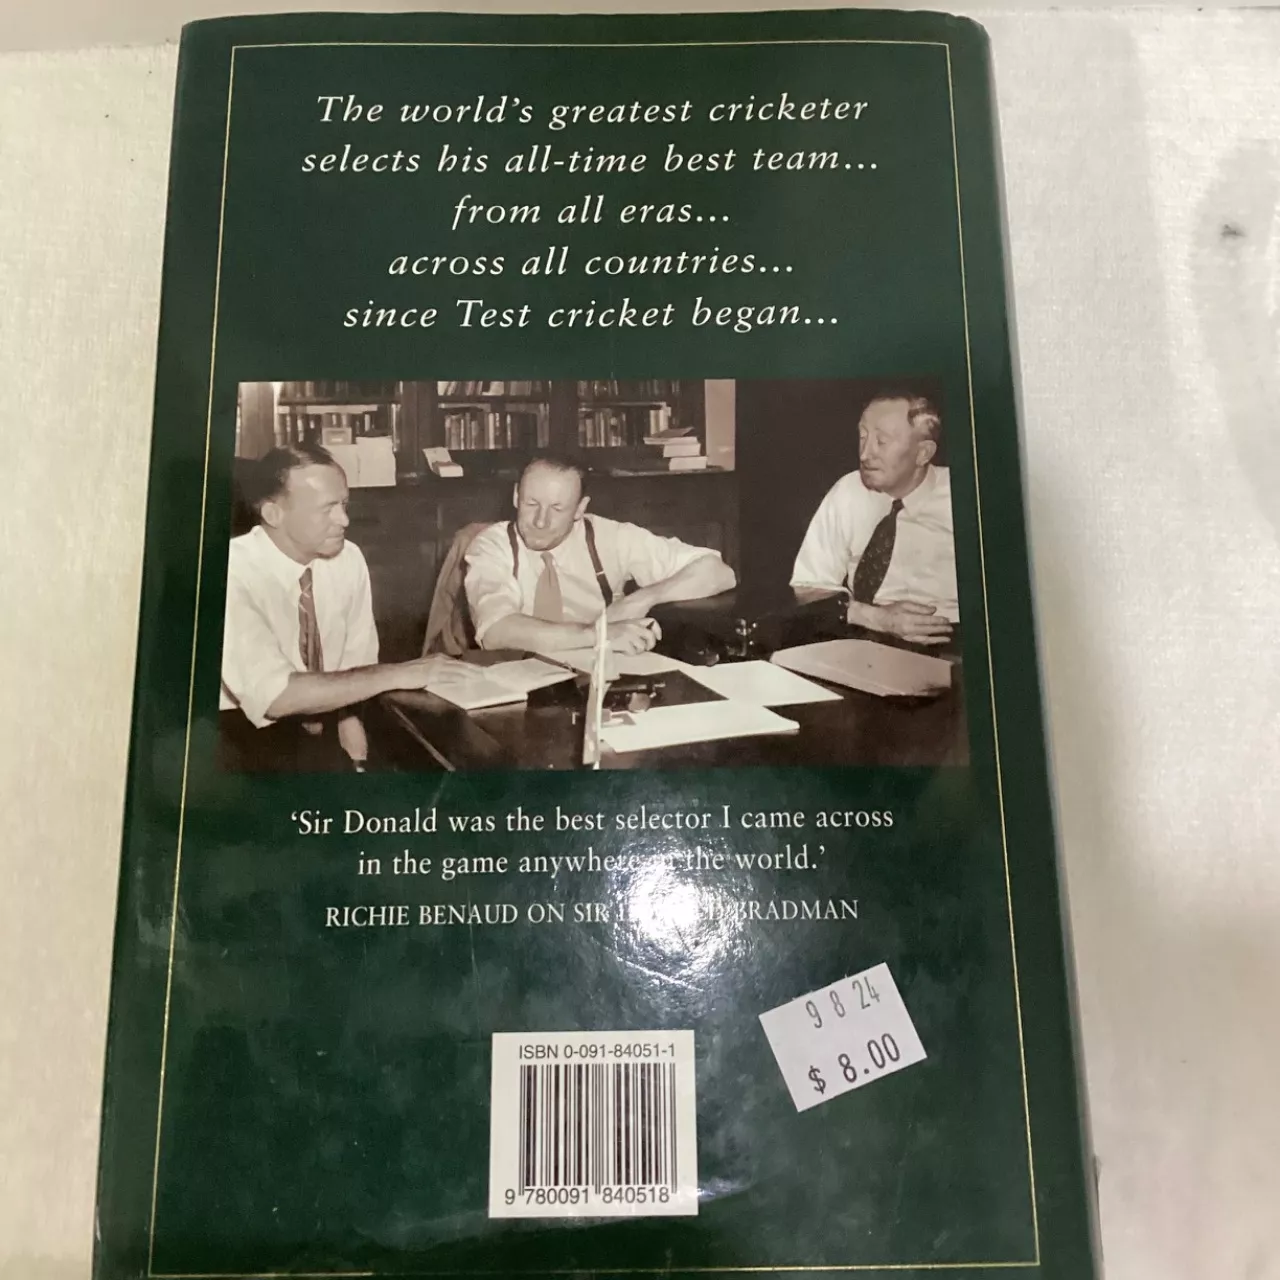 The world's greatest cricketer
selects his all-time best team...
from all eras...
across all countries...
since Test cricket began...
'Sir Donald was the best selector I came across
in the game anywhere the world.'
RICHIE BENAUD ON SIR BRADMAN
9 8 24
$ 8.00
ISBN 0-091-84051-1
9 780091 840518